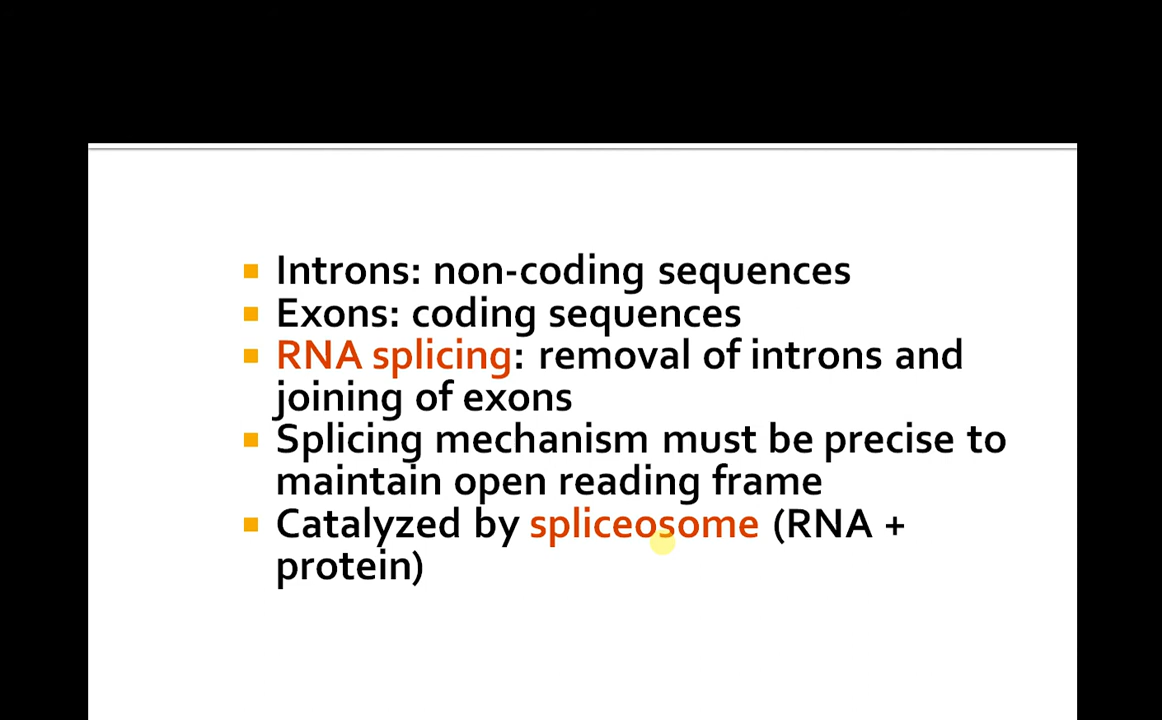 Introns: non-coding sequences
Exons: coding sequences
RNA splicing: removal of introns and
joining of exons
Splicing mechanism must be precise to
maintain open reading frame
Catalyzed by spliceosome (RNA +
protein)